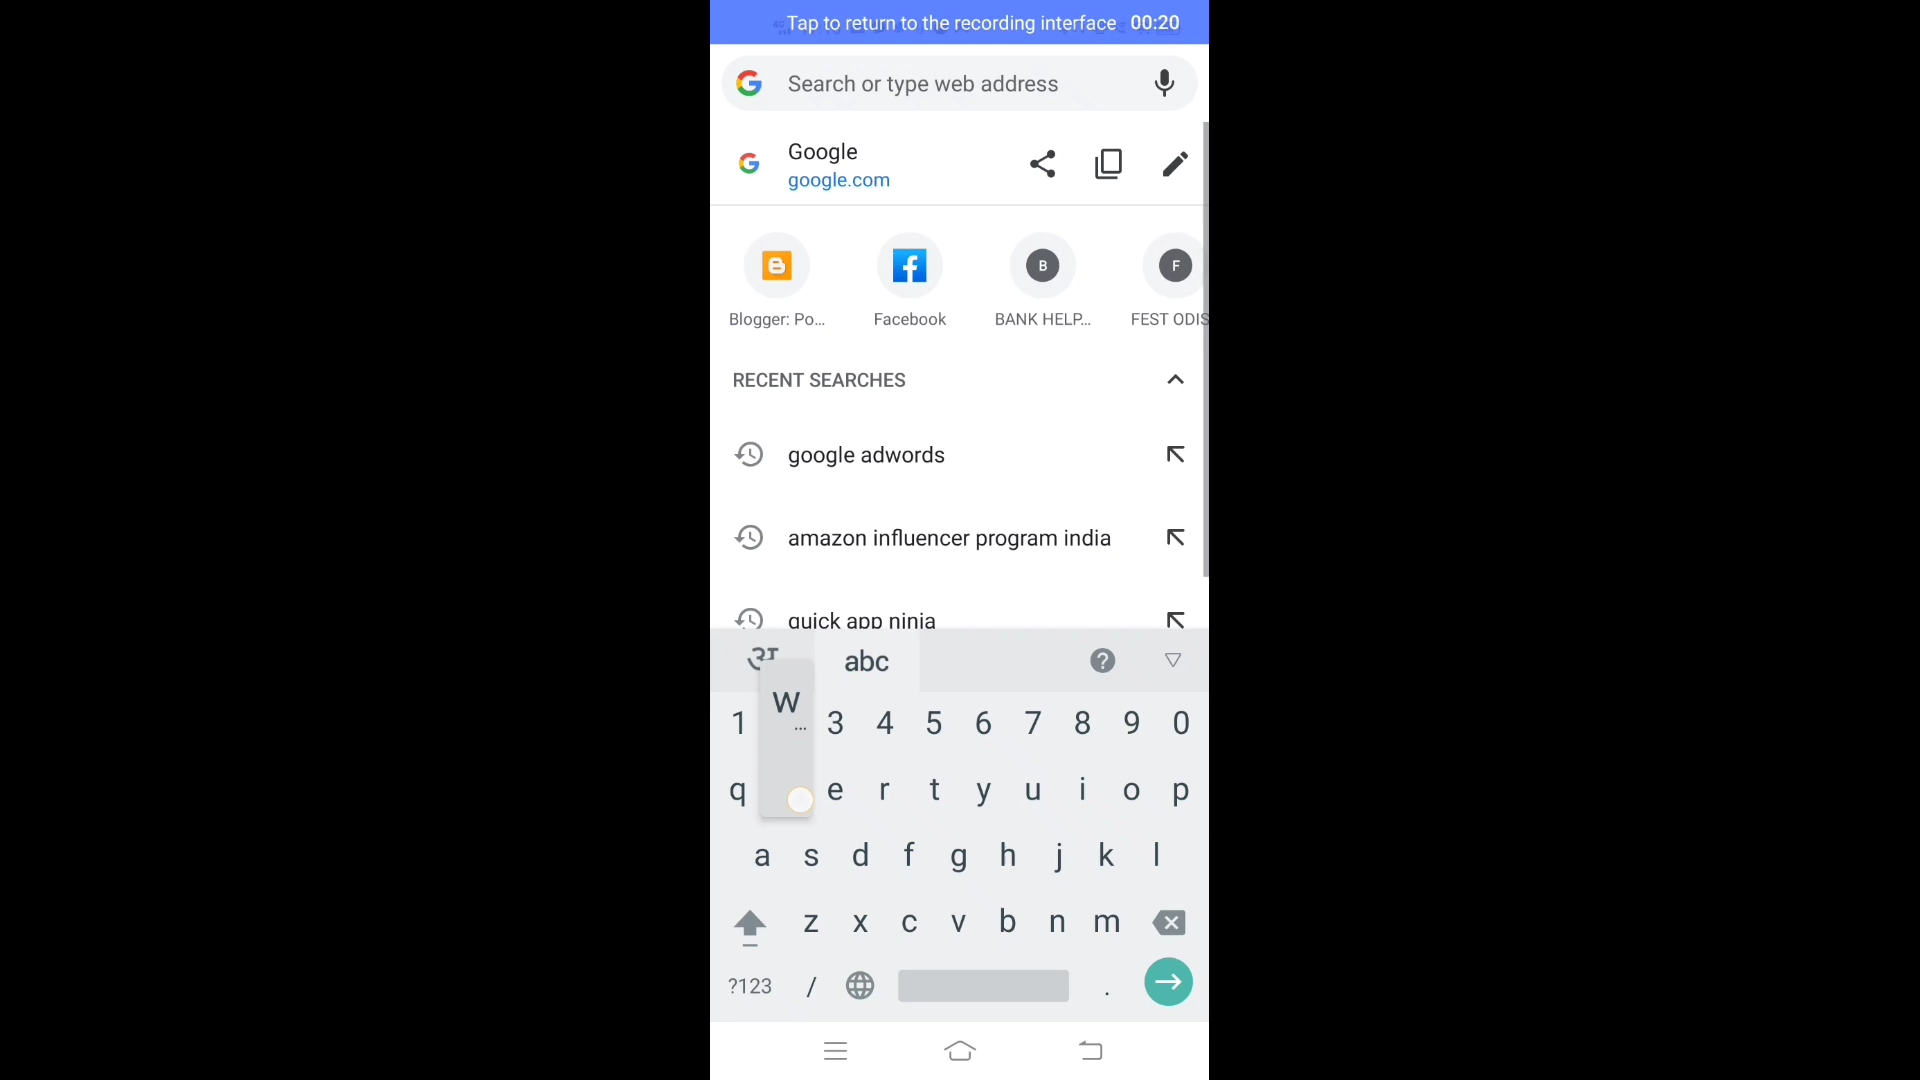 Tap to return to the recording interface 00:20
Search or type web address
Google
google.com
B
F
Blogger: Po...
Facebook
BANK HELP...
FEST ODIS
RECENT SEARCHES
google adwords
amazon influencer program india
quick app ninja
अ abc
w
...
1 3 4 5 6 7 8 9 0
q e r t y u i o p
a s d f g h j k l
z x c v b n m
?123 / .